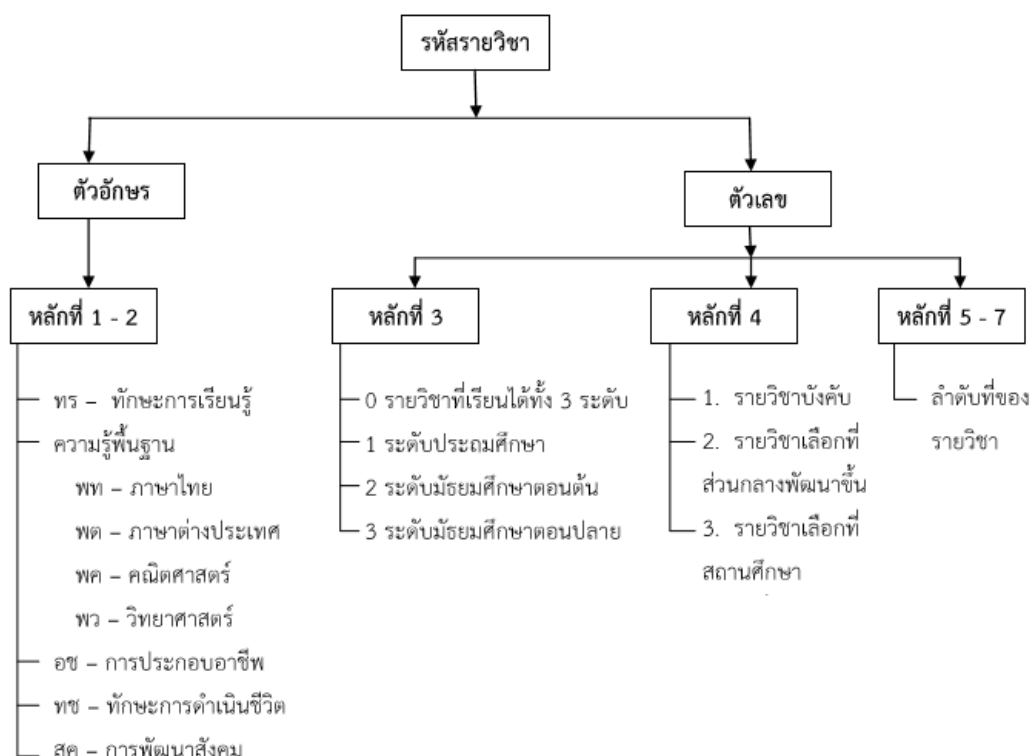 รหัสรายวิชา
ตัวอักษร
ตัวเลข
หลักที่ 1 - 2
ทร – ทักษะการเรียนรู้
ความรู้พื้นฐาน
พท – ภาษาไทย
พต – ภาษาต่างประเทศ
พค – คณิตศาสตร์
พว – วิทยาศาสตร์
อช – การประกอบอาชีพ
ทช – ทักษะการดำเนินชีวิต
สค – การพัฒนาสังคม
หลักที่ 3
0 รายวิชาที่เรียนได้ทั้ง 3 ระดับ
1 ระดับประถมศึกษา
2 ระดับมัธยมศึกษาตอนต้น
3 ระดับมัธยมศึกษาตอนปลาย
หลักที่ 4
1. รายวิชาบังคับ
2. รายวิชาเลือกที่
ส่วนกลางพัฒนาขึ้น
3. รายวิชาเลือกที่
สถานศึกษา
หลักที่ 5 - 7
ลำดับที่ของ
รายวิชา